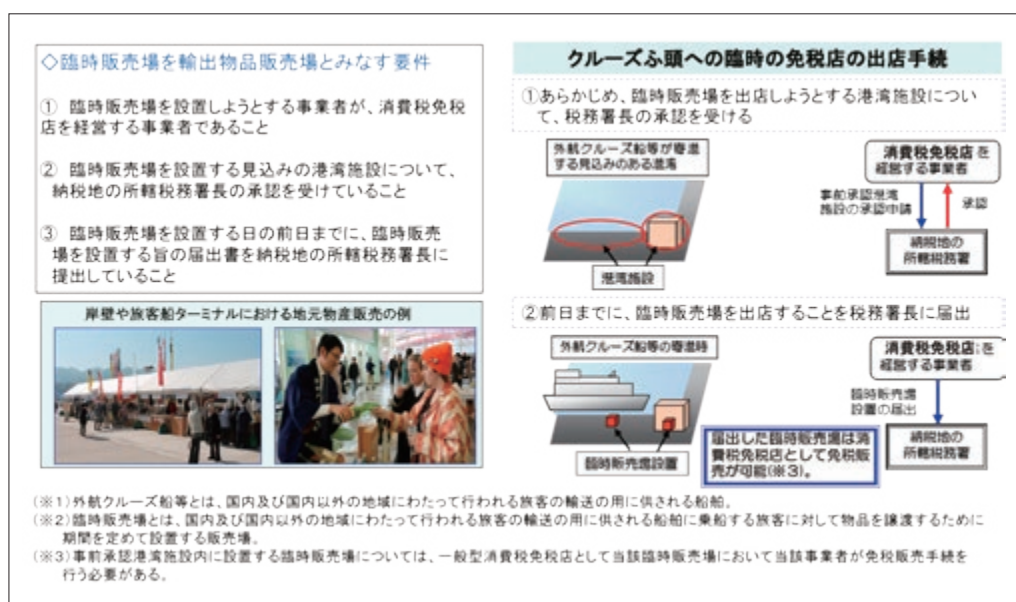 ◇臨時販売場を輸出物品販売場とみなす要件
① 臨時販売場を設置しようとする事業者が、消費税免税
店を経営する事業者であること
② 臨時販売場を設置する見込みの港湾施設について、
納税地の所轄税務署長の承認を受けていること
③ 臨時販売場を設置する日の前日までに、臨時販売
場を設置する旨の届出書を納税地の所轄税務署長に
提出していること
岸壁や旅客船ターミナルにおける地元物産販売の例
クルーズふ頭への臨時の免税店の出店手続
①あらかじめ、臨時販売場を出店しようとする港湾施設につい
て、税務署長の承認を受ける
外航クルーズ船等が寄港
する見込みのある港湾
港湾施設
消費税免税店を
経営する事業者
事前承認港湾
施設の承認申請
承認
納税地の
所轄税務署
②前日までに、臨時販売場を出店することを税務署長に届出
外航クルーズ船等の寄港時
臨時販売場設置
消費税免税店を
経営する事業者
臨時販売場
設置の届出
納税地の
所轄税務署
届出した臨時販売場は消
費税免税店として免税販
売が可能(※3)。
(※1)外航クルーズ船等とは、国内及び国内以外の地域にわたって行われる旅客の輸送の用に供される船舶。
(※2)臨時販売場とは、国内及び国内以外の地域にわたって行われる旅客の輸送の用に供される船舶に乗船する旅客に対して物品を譲渡するために
期間を定めて設置する販売場。
(※3)事前承認港湾施設内に設置する臨時販売場については、一般型消費税免税店として当該臨時販売場において当該事業者が免税販売手続を
行う必要がある。